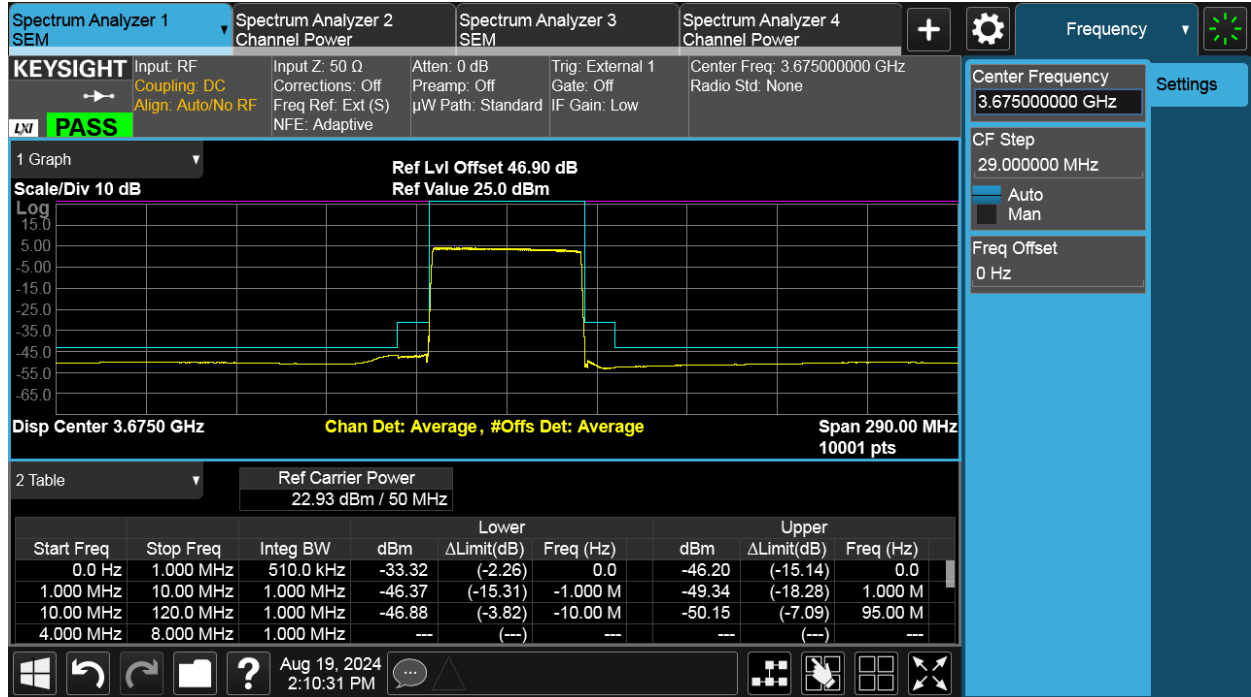 Spectrum Analyzer 1
SEM
Spectrum Analyzer 2
Channel Power
Spectrum Analyzer 3
SEM
Spectrum Analyzer 4
Channel Power
+
Frequency
KEYSIGHT
LXI
PASS
Input: RF
Coupling: DC
Align: Auto/No RF
Input Z: 50 Ω
Corrections: Off
Freq Ref: Ext (S)
NFE: Adaptive
Atten: 0 dB
Preamp: Off
µW Path: Standard
Trig: External 1
Gate: Off
IF Gain: Low
Center Freq: 3.675000000 GHz
Radio Std: None
Center Frequency
3.675000000 GHz
Settings
CF Step
29.000000 MHz
Auto
Man
Freq Offset
0 Hz
1 Graph
Scale/Div 10 dB
Ref Lvl Offset 46.90 dB
Ref Value 25.0 dBm
Log
15.0
5.00
-5.00
-15.0
-25.0
-35.0
-45.0
-55.0
-65.0
Disp Center 3.6750 GHz
Chan Det: Average , #Offs Det: Average
Span 290.00 MHz
10001 pts
2 Table
Ref Carrier Power
22.93 dBm / 50 MHz
Lower Upper
Start Freq Stop Freq Integ BW dBm ΔLimit(dB) Freq (Hz) dBm ΔLimit(dB) Freq (Hz)
0.0 Hz 1.000 MHz 510.0 kHz -33.32 (-2.26) 0.0 -46.20 (-15.14) 0.0
1.000 MHz 10.00 MHz 1.000 MHz -46.37 (-15.31) -1.000 M -49.34 (-18.28) 1.000 M
10.00 MHz 120.0 MHz 1.000 MHz -46.88 (-3.82) -10.00 M -50.15 (-7.09) 95.00 M
4.000 MHz 8.000 MHz 1.000 MHz --- (---) --- --- (---) ---
?
Aug 19, 2024
2:10:31 PM